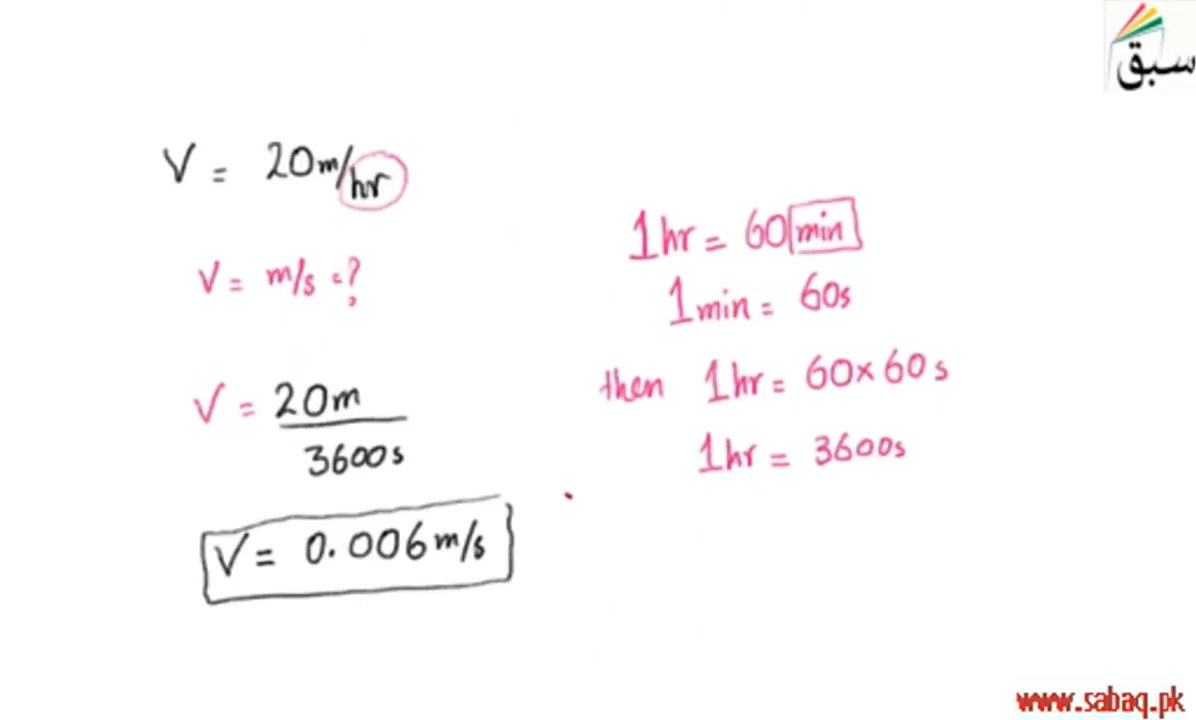 سبق
V = 20m/hr
V = m/s = ?
V = 20m
3600s
V = 0.006m/s
1hr = 60 min
1min = 60s
then 1hr = 60×60s
1hr = 3600s
www.sabaq.pk